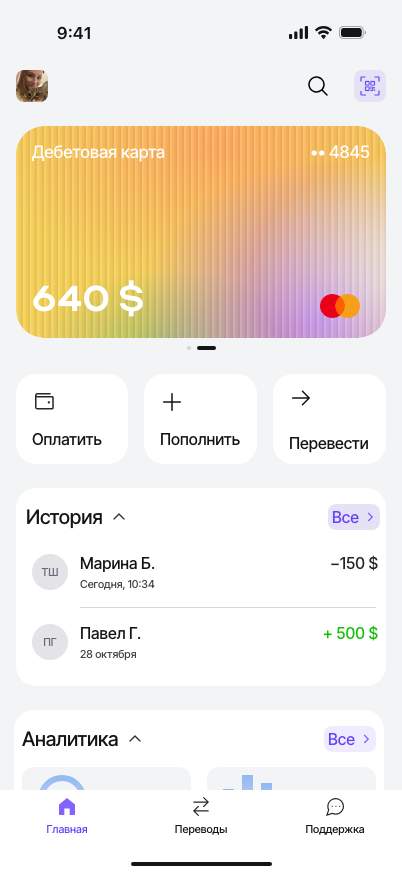 9:41
Дебетовая карта •• 4845
640 $
Оплатить Пополнить Перевести
История Все
ТШ Марина Б. −150 $
Сегодня, 10:34
ПГ Павел Г. + 500 $
28 октября
Аналитика Все
Главная Переводы Поддержка